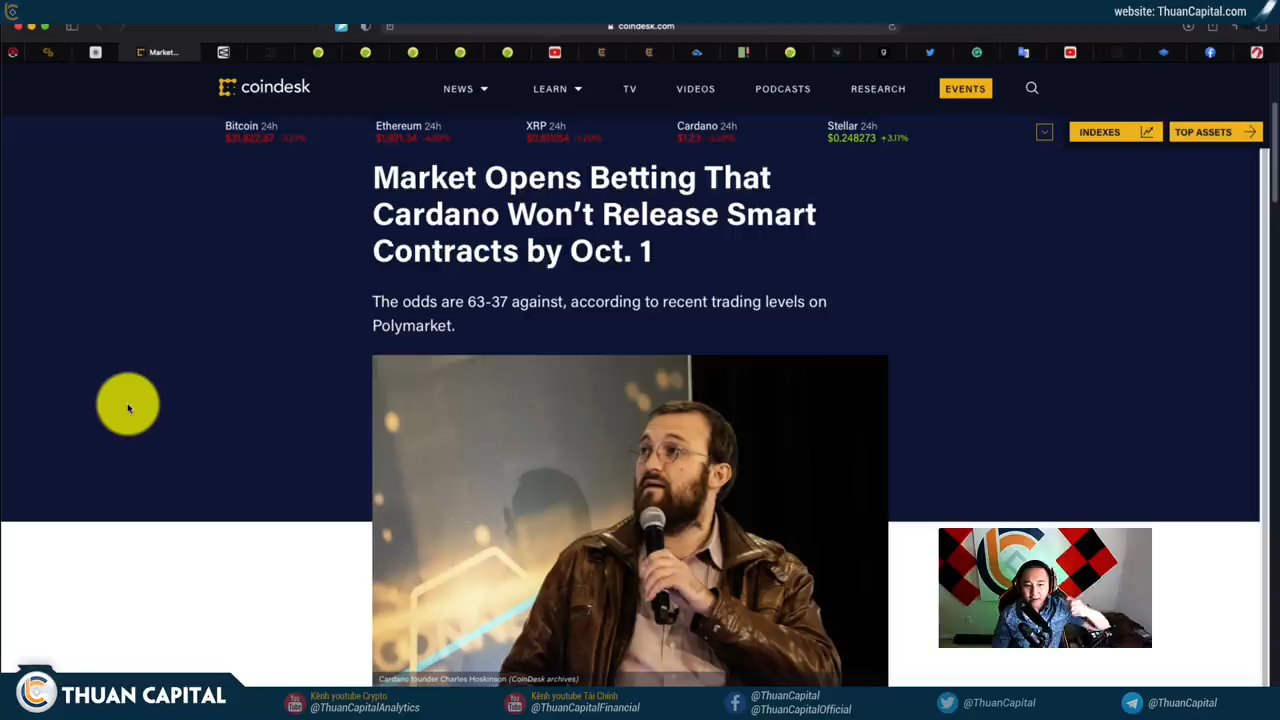 website: ThuanCapital.com
coindesk.com
Market...
coindesk
NEWS
LEARN
TV
VIDEOS
PODCASTS
RESEARCH
EVENTS
Bitcoin 24h
Ethereum 24h
XRP 24h
Cardano 24h
Stellar 24h
$0.248273 +3.11%
INDEXES
TOP ASSETS
Market Opens Betting That
Cardano Won’t Release Smart
Contracts by Oct. 1
The odds are 63-37 against, according to recent trading levels on
Polymarket.
Cardano founder Charles Hoskinson (CoinDesk archives)
THUAN CAPITAL
Kênh youtube Crypto
@ThuanCapitalAnalytics
Kênh youtube Tài Chính
@ThuanCapitalFinancial
@ThuanCapital
@ThuanCapitalOfficial
@ThuanCapital
@ThuanCapital